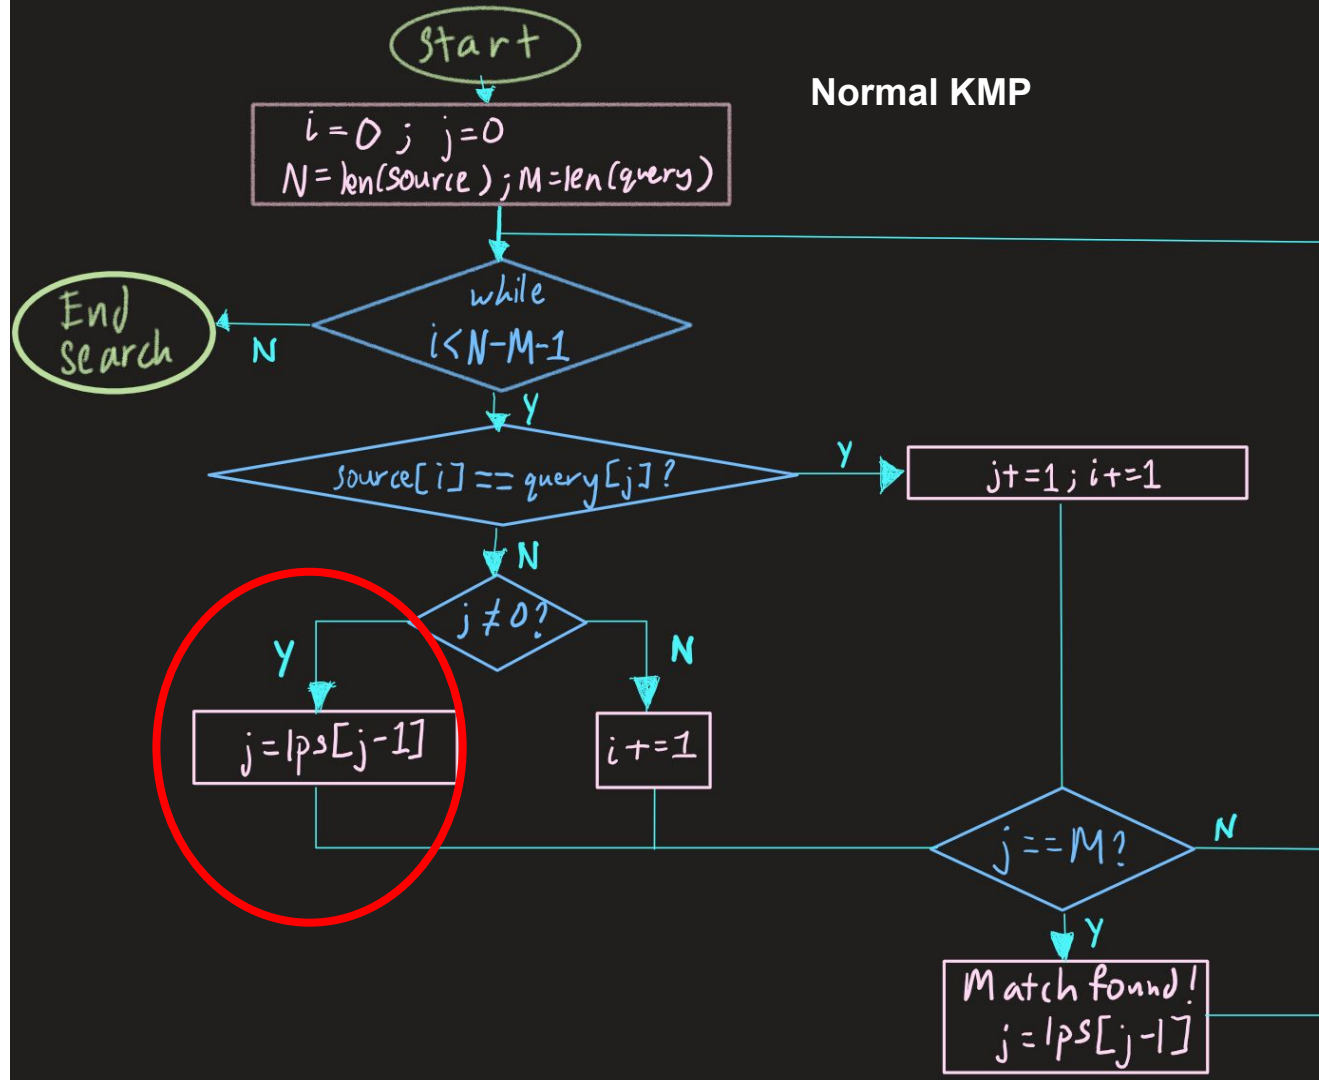 start
Normal KMP
i=0; j=0
N=len(source);M=len(query)
while
i<N-M-1
End
search
N
Y
source[i]==query[j]?
Y
j+=1; i+=1
N
j≠0?
Y
N
j=lps[j-1]
i+=1
j==M?
N
Y
Match found!
j=lps[j-1]